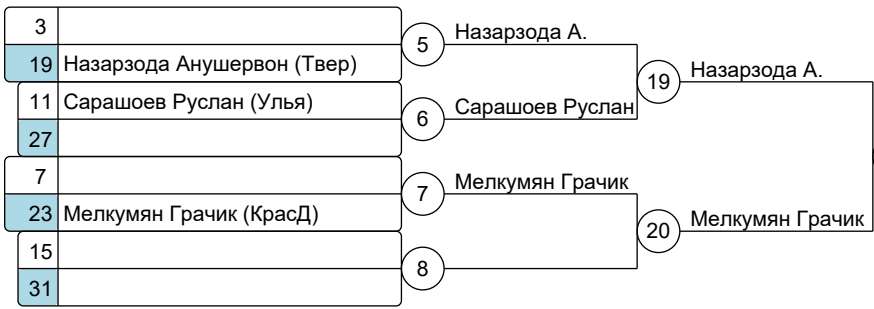 3
19 Назарзода Анушервон (Твер)
11 Сарашоев Руслан (Улья)
27
7
23 Мелкумян Грачик (КрасД)
15
31
5 Назарзода А.
6 Сарашоев Руслан
7 Мелкумян Грачик
8
19 Назарзода А.
20 Мелкумян Грачик